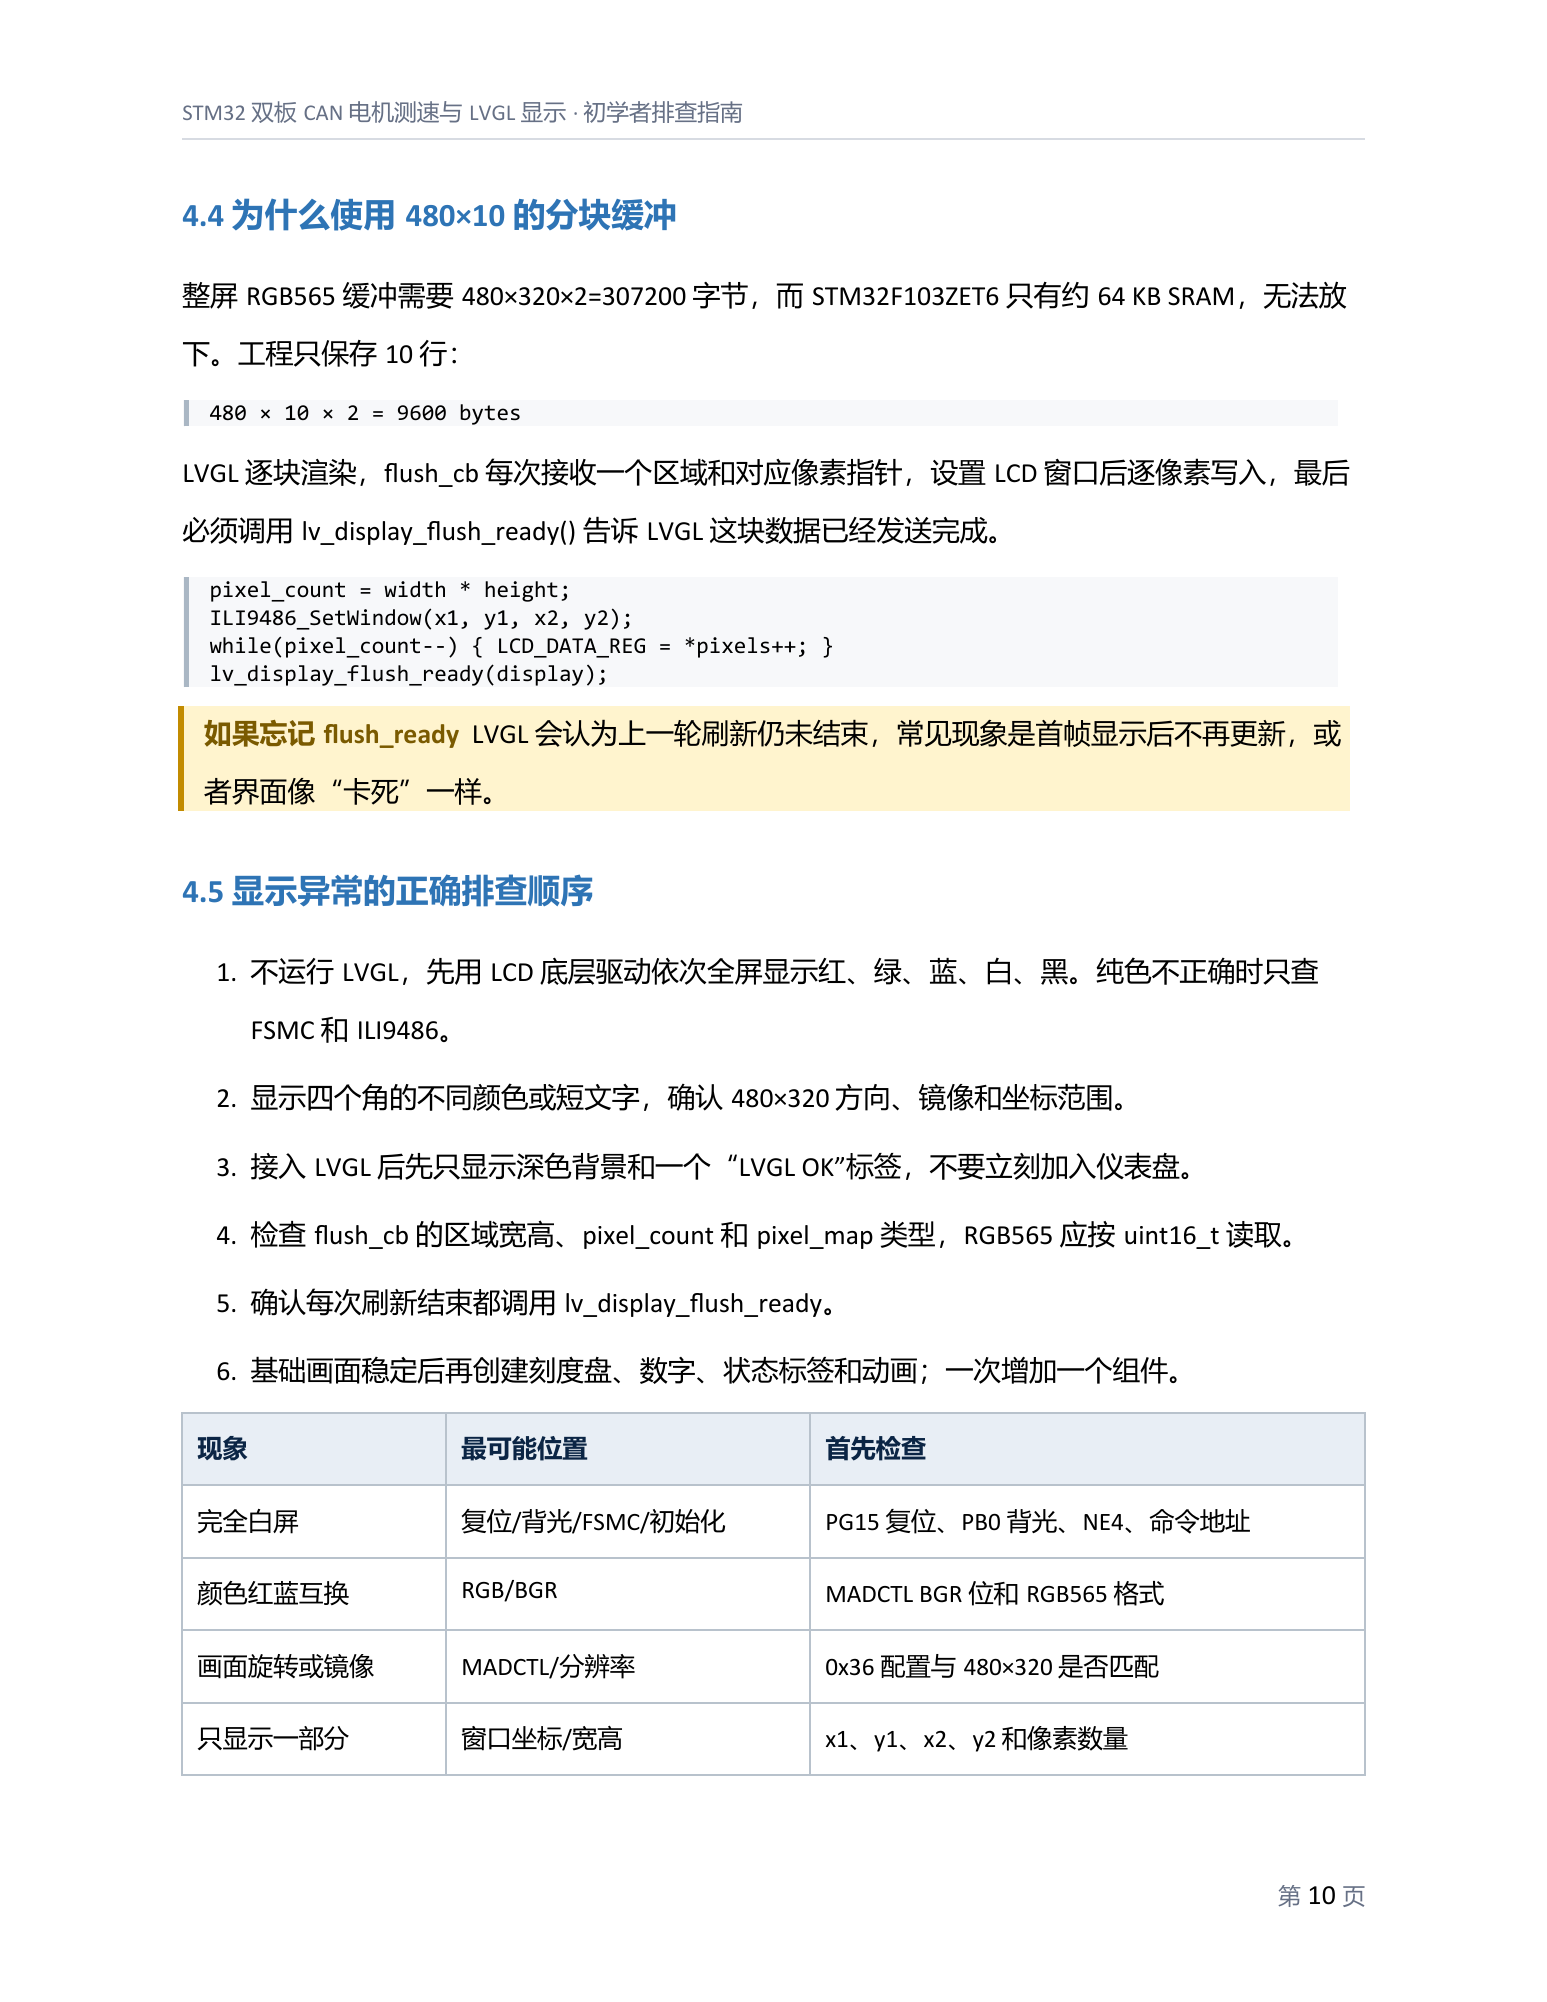 STM32 双板 CAN 电机测速与 LVGL 显示 · 初学者排查指南
4.4 为什么使用 480×10 的分块缓冲
整屏 RGB565 缓冲需要 480×320×2=307200 字节，而 STM32F103ZET6 只有约 64 KB SRAM，无法放
下。工程只保存 10 行：
480 × 10 × 2 = 9600 bytes
LVGL 逐块渲染，flush_cb 每次接收一个区域和对应像素指针，设置 LCD 窗口后逐像素写入，最后
必须调用 lv_display_flush_ready() 告诉 LVGL 这块数据已经发送完成。
pixel_count = width * height;
ILI9486_SetWindow(x1, y1, x2, y2);
while(pixel_count--) { LCD_DATA_REG = *pixels++; }
lv_display_flush_ready(display);
如果忘记 flush_ready LVGL 会认为上一轮刷新仍未结束，常见现象是首帧显示后不再更新，或
者界面像“卡死”一样。
4.5 显示异常的正确排查顺序
1. 不运行 LVGL，先用 LCD 底层驱动依次全屏显示红、绿、蓝、白、黑。纯色不正确时只查
FSMC 和 ILI9486。
2. 显示四个角的不同颜色或短文字，确认 480×320 方向、镜像和坐标范围。
3. 接入 LVGL 后先只显示深色背景和一个“LVGL OK”标签，不要立刻加入仪表盘。
4. 检查 flush_cb 的区域宽高、pixel_count 和 pixel_map 类型，RGB565 应按 uint16_t 读取。
5. 确认每次刷新结束都调用 lv_display_flush_ready。
6. 基础画面稳定后再创建刻度盘、数字、状态标签和动画；一次增加一个组件。
现象 最可能位置 首先检查
完全白屏 复位/背光/FSMC/初始化 PG15 复位、PB0 背光、NE4、命令地址
颜色红蓝互换 RGB/BGR MADCTL BGR 位和 RGB565 格式
画面旋转或镜像 MADCTL/分辨率 0x36 配置与 480×320 是否匹配
只显示一部分 窗口坐标/宽高 x1、y1、x2、y2 和像素数量
第 10 页